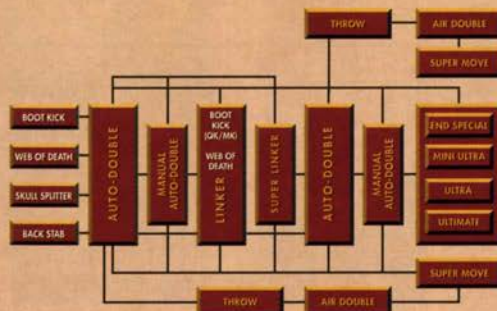 THROW
AIR DOUBLE
SUPER MOVE
BOOT KICK
WEB OF DEATH
SKULL SPLITTER
BACK STAB
AUTO-DOUBLE
MANUAL
AUTO-DOUBLE
LINKER
BOOT
KICK
(QK/MK)
WEB OF
DEATH
SUPER LINKER
AUTO-DOUBLE
MANUAL
AUTO-DOUBLE
END SPECIAL
MINI ULTRA
ULTRA
ULTIMATE
SUPER MOVE
THROW
AIR DOUBLE